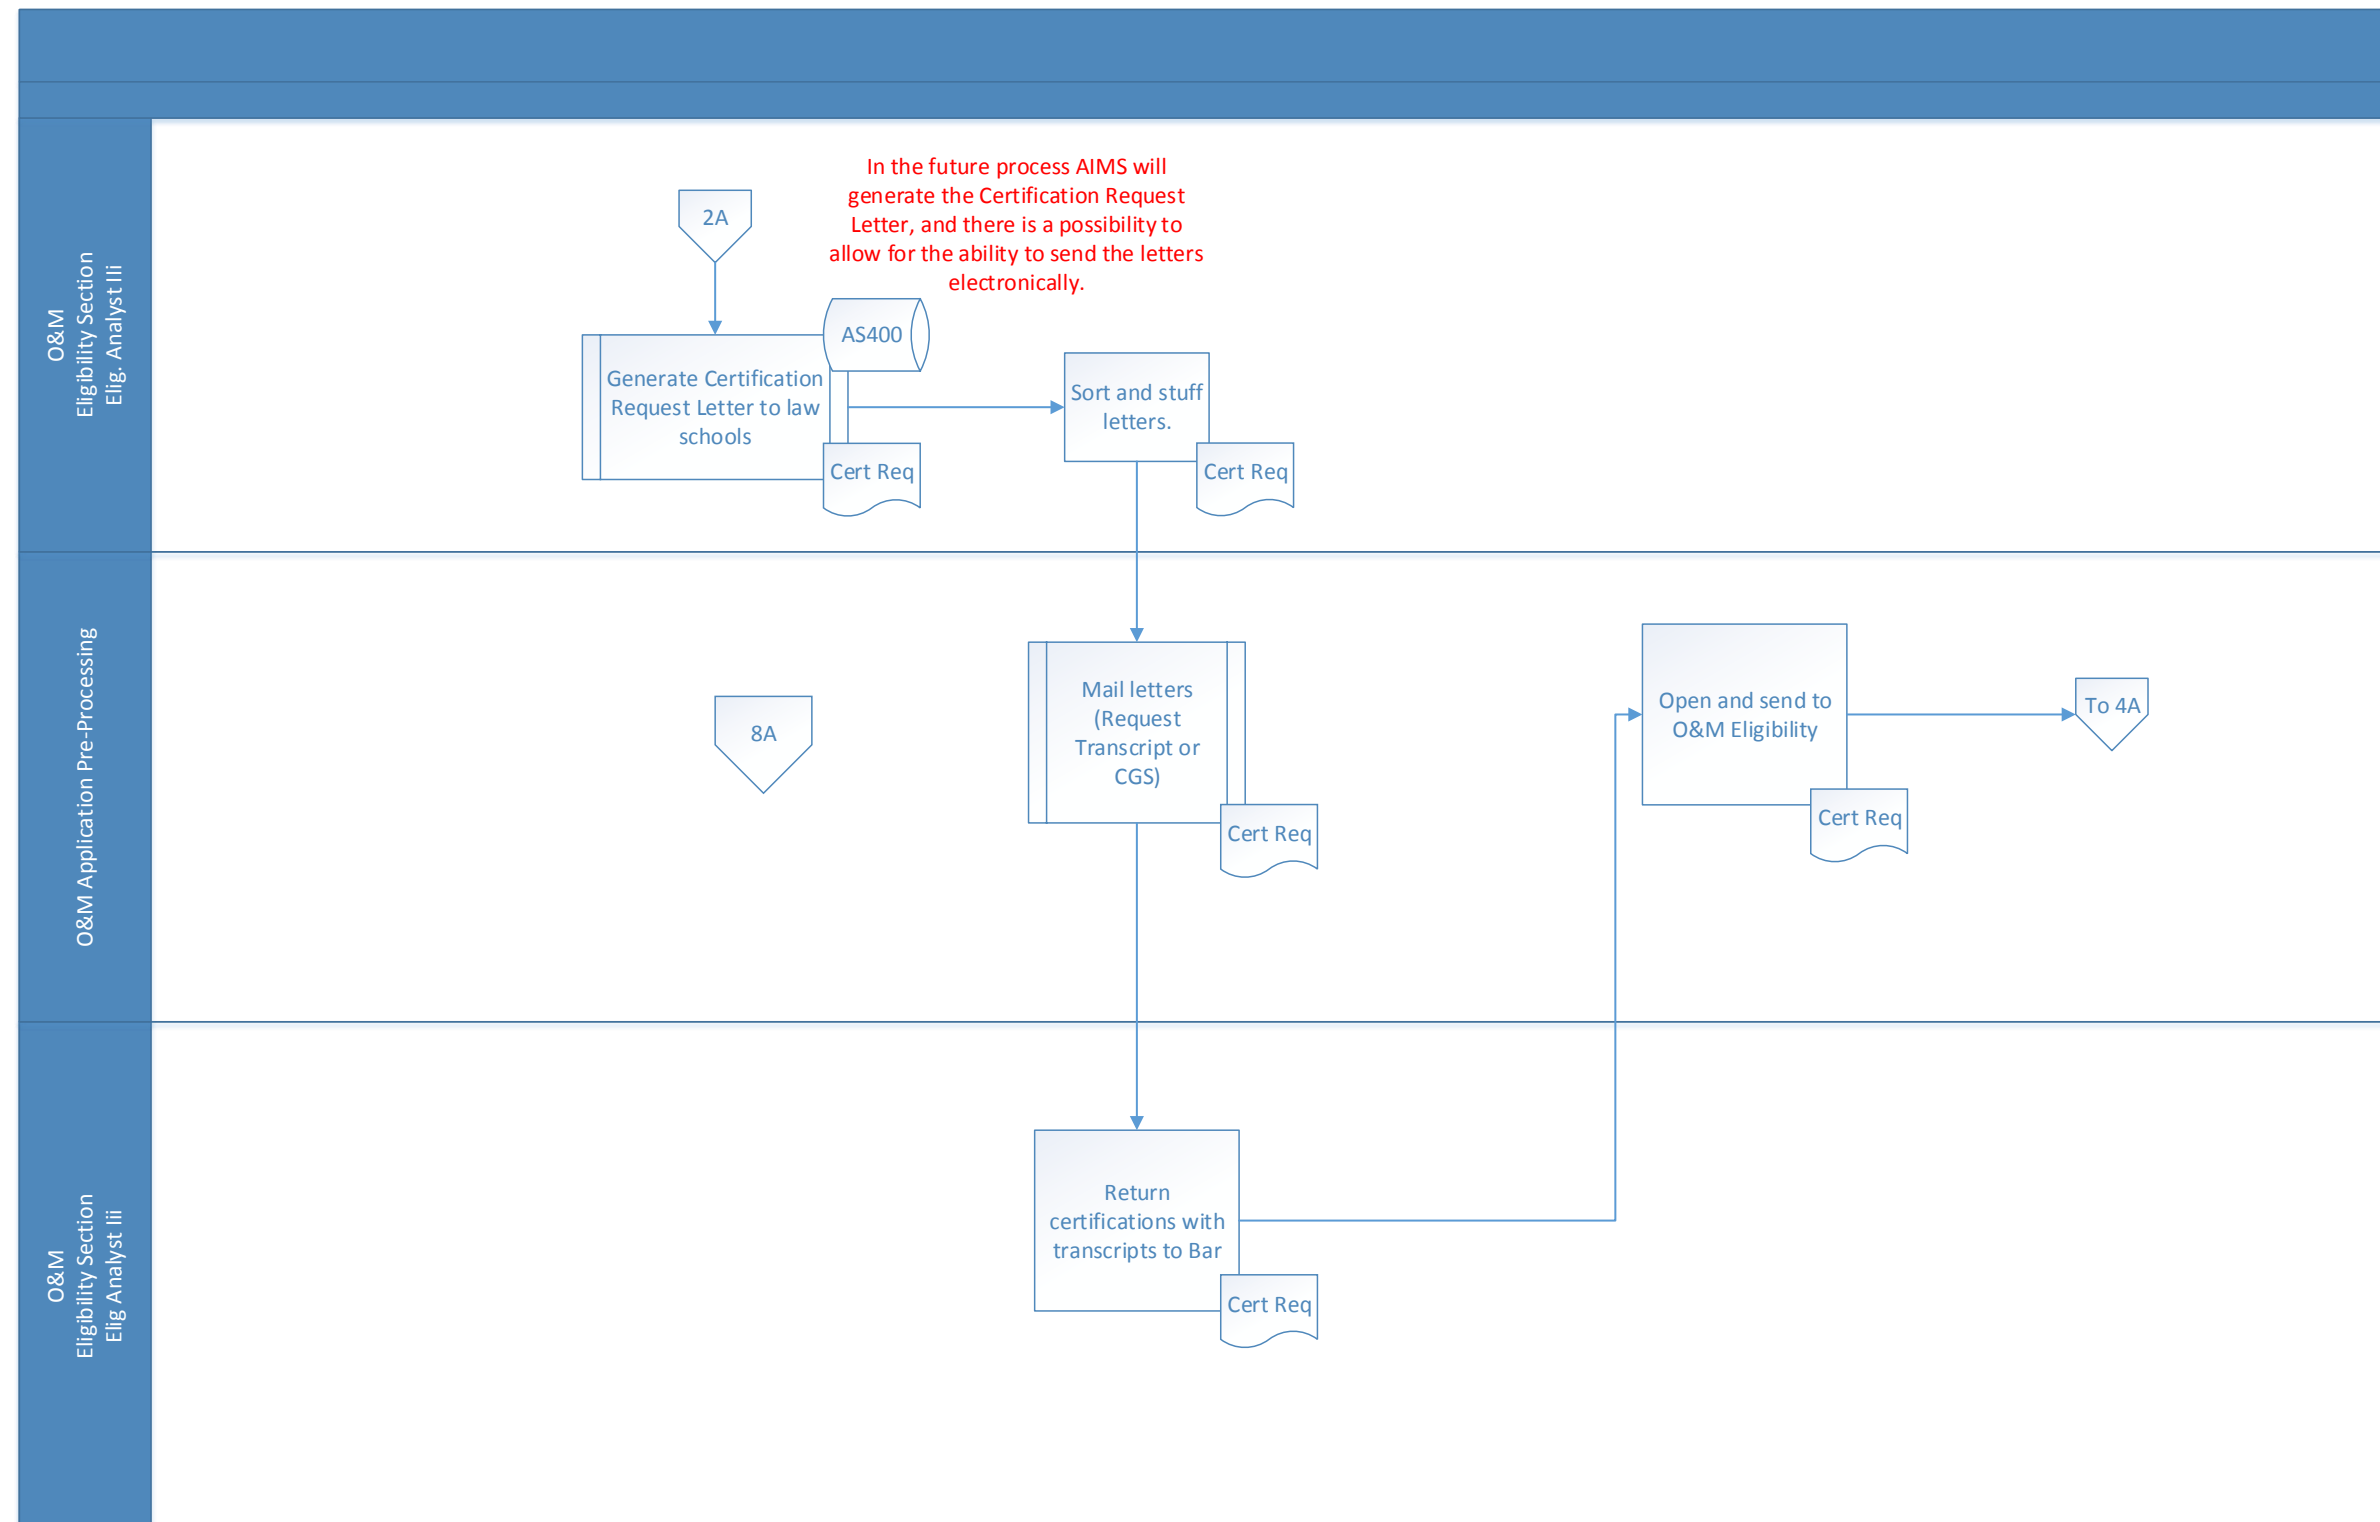 O&M
Eligibility Section
Elig. Analyst IIi
2A
In the future process AIMS will
generate the Certification Request
Letter, and there is a possibility to
allow for the ability to send the letters
electronically.
AS400
Generate Certification
Request Letter to law
schools
Cert Req
Sort and stuff
letters.
Cert Req
O&M Application Pre-Processing
8A
Mail letters
(Request
Transcript or
CGS)
Cert Req
Open and send to
O&M Eligibility
Cert Req
To 4A
O&M
Eligibility Section
Elig Analyst Iii
Return
certifications with
transcripts to Bar
Cert Req